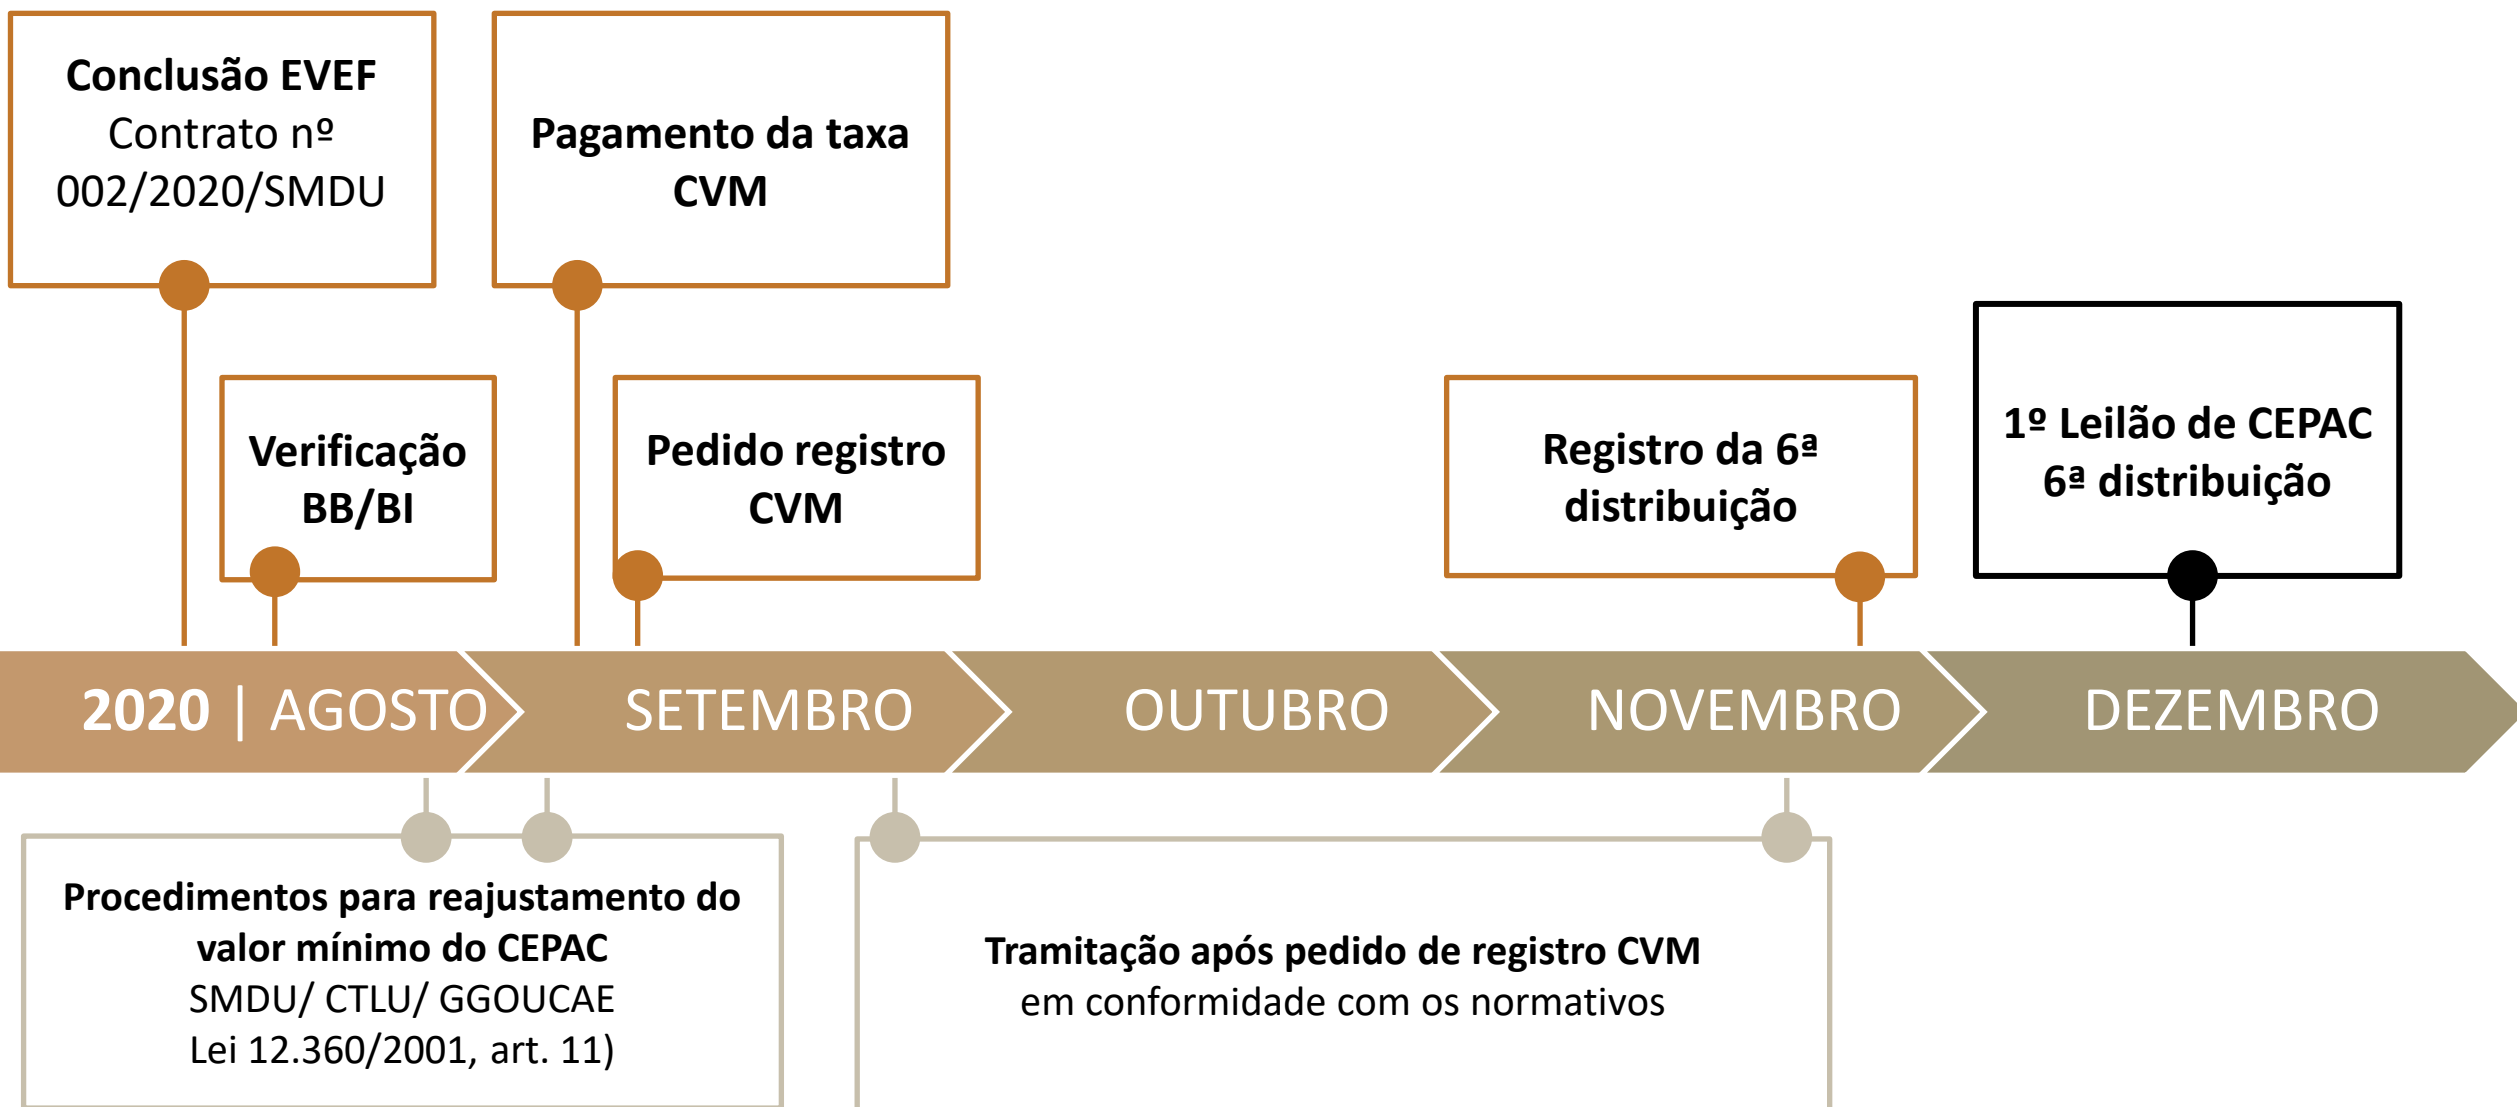 Conclusão EVEF
Contrato nº
002/2020/SMDU
Pagamento da taxa
CVM
Verificação
BB/BI
Pedido registro
CVM
Registro da 6ª
distribuição
1º Leilão de CEPAC
6ª distribuição
2020 | AGOSTO
SETEMBRO
OUTUBRO
NOVEMBRO
DEZEMBRO
Procedimentos para reajustamento do
valor mínimo do CEPAC
SMDU/ CTLU/ GGOUCAE
Lei 12.360/2001, art. 11)
Tramitação após pedido de registro CVM
em conformidade com os normativos